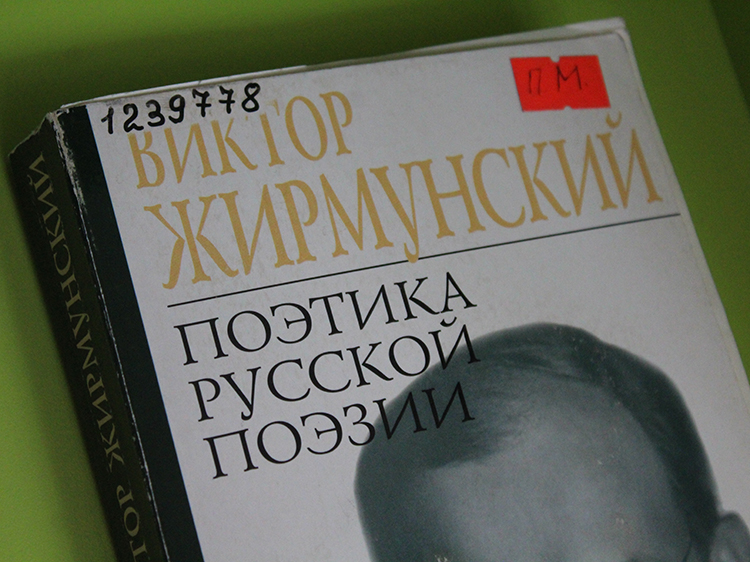 1239778
П М.
ВИКТОР
ЖИРМУНСКИЙ
ПОЭТИКА
РУССКОЙ
ПОЭЗИИ
ТОР ЖИРМУНСКИЙ